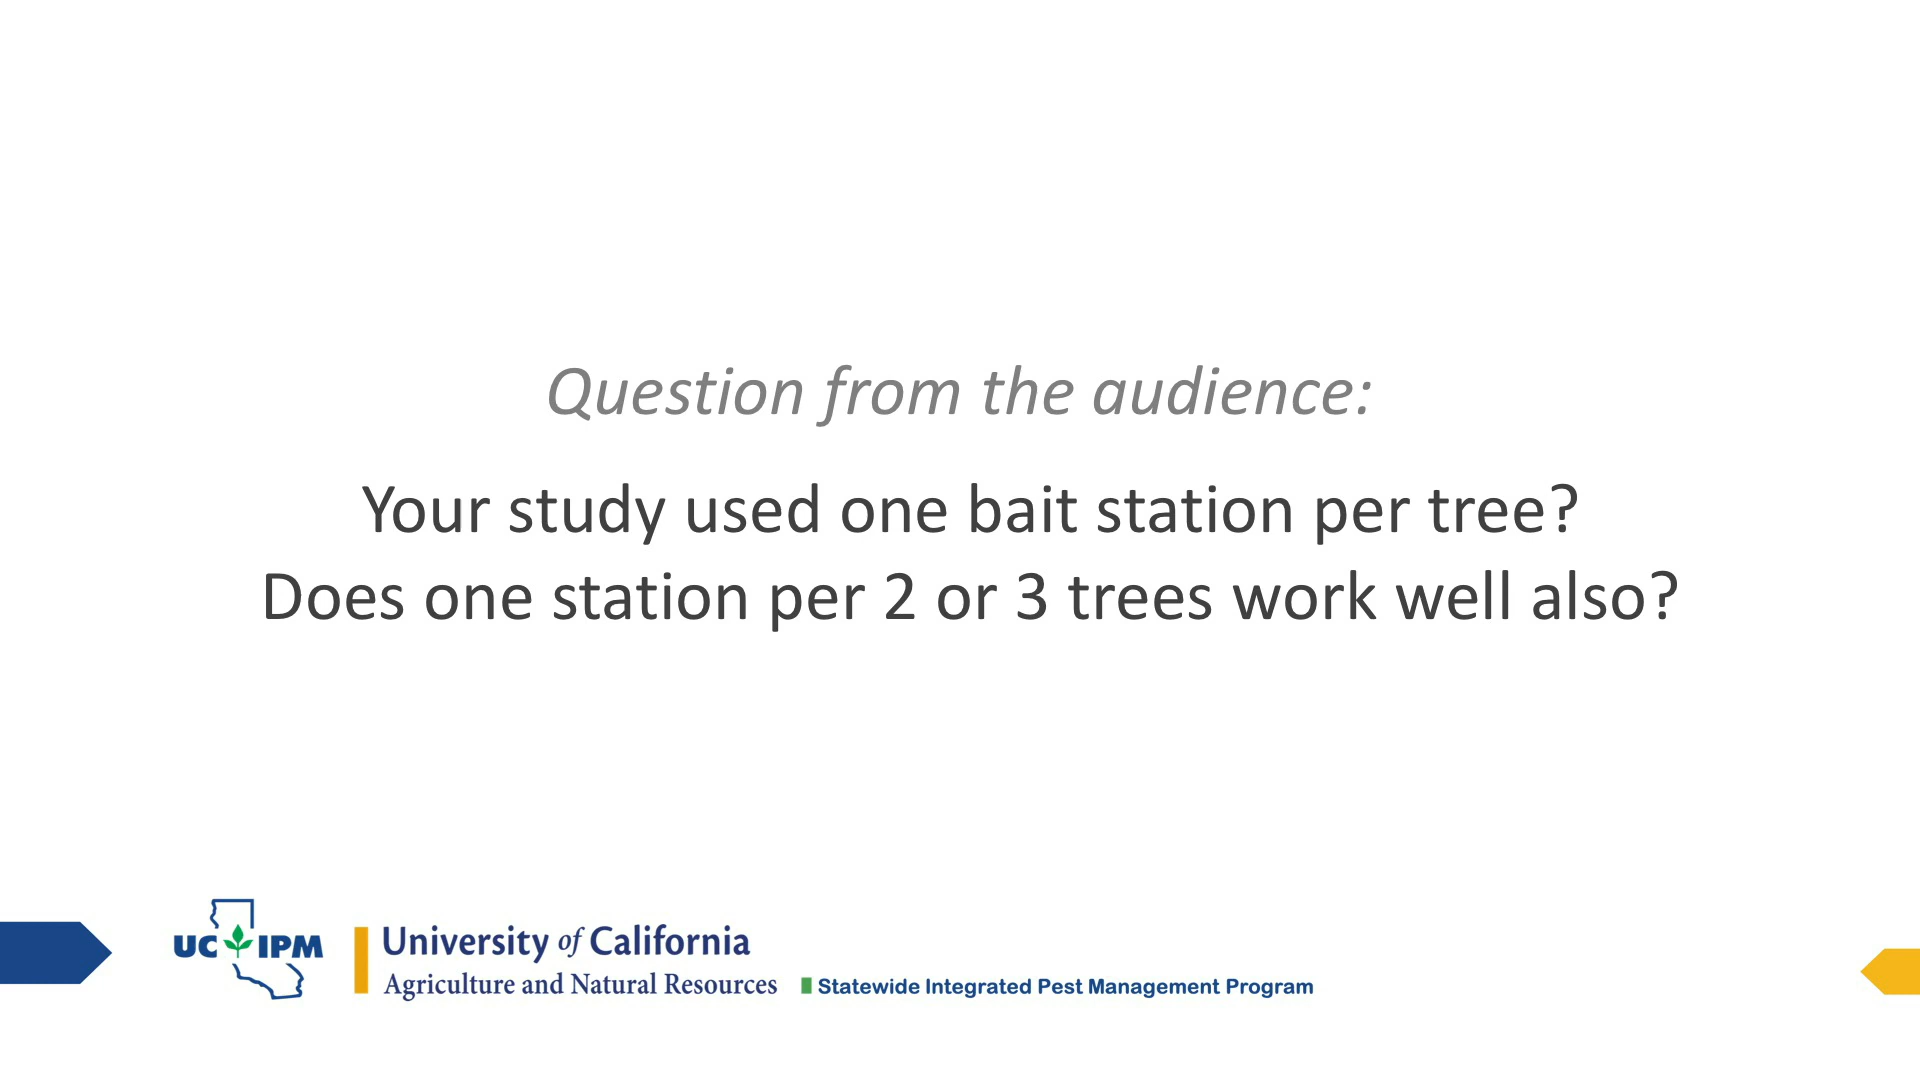 Question from the audience:
Your study used one bait station per tree?
Does one station per 2 or 3 trees work well also?
UC IPM
University of California
Agriculture and Natural Resources
Statewide Integrated Pest Management Program